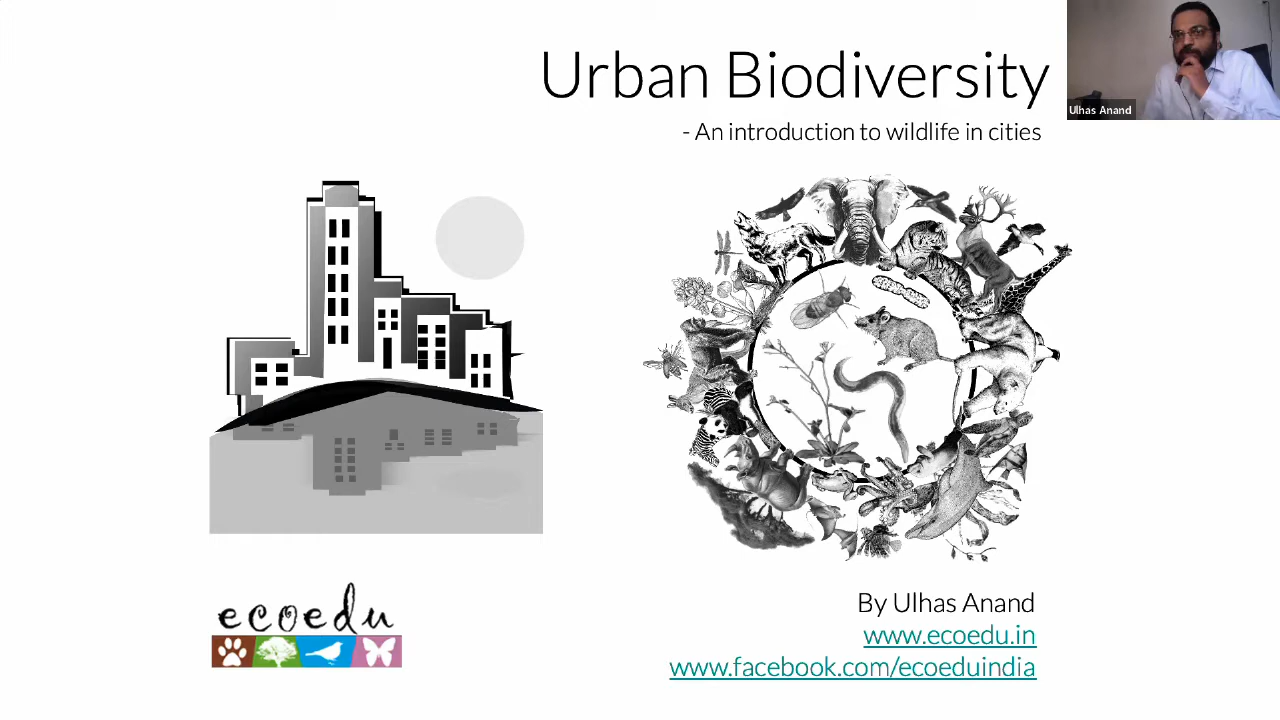 Urban Biodiversity
- An introduction to wildlife in cities
Ulhas Anand
ecoedu
By Ulhas Anand
www.ecoedu.in
www.facebook.com/ecoeduindia